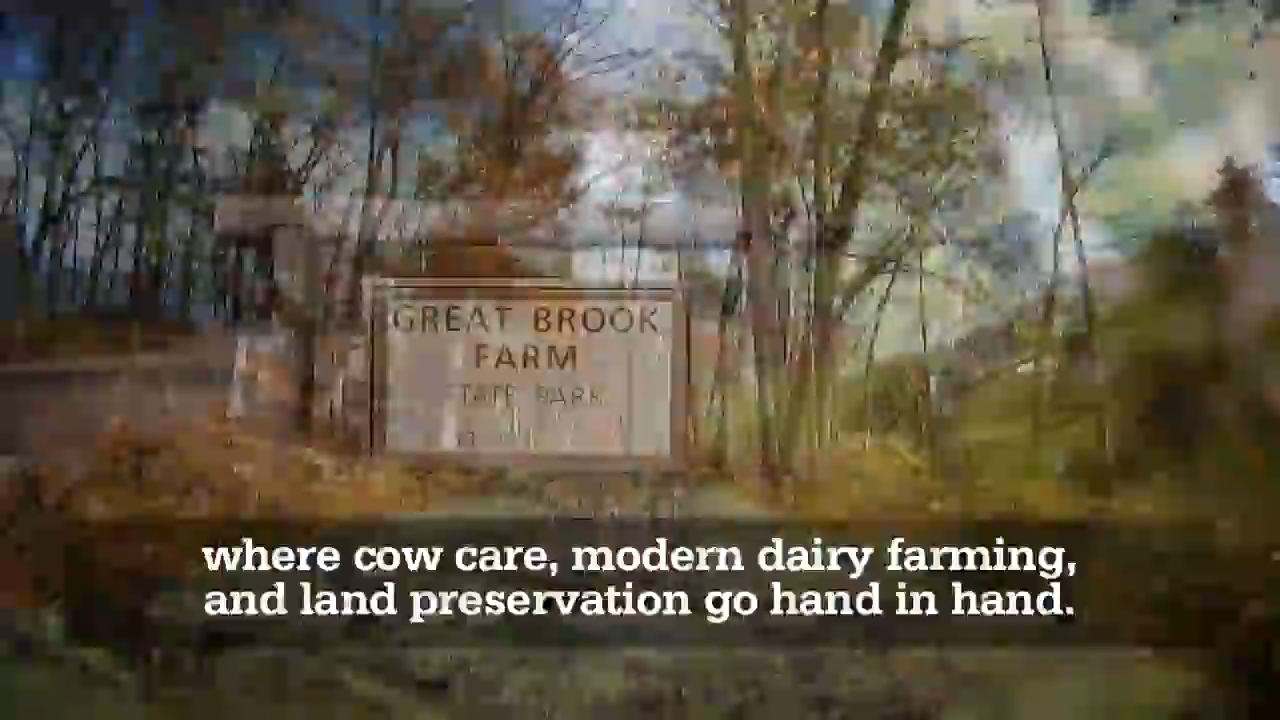 GREAT BROOK
FARM
STATE PARK
where cow care, modern dairy farming,
and land preservation go hand in hand.